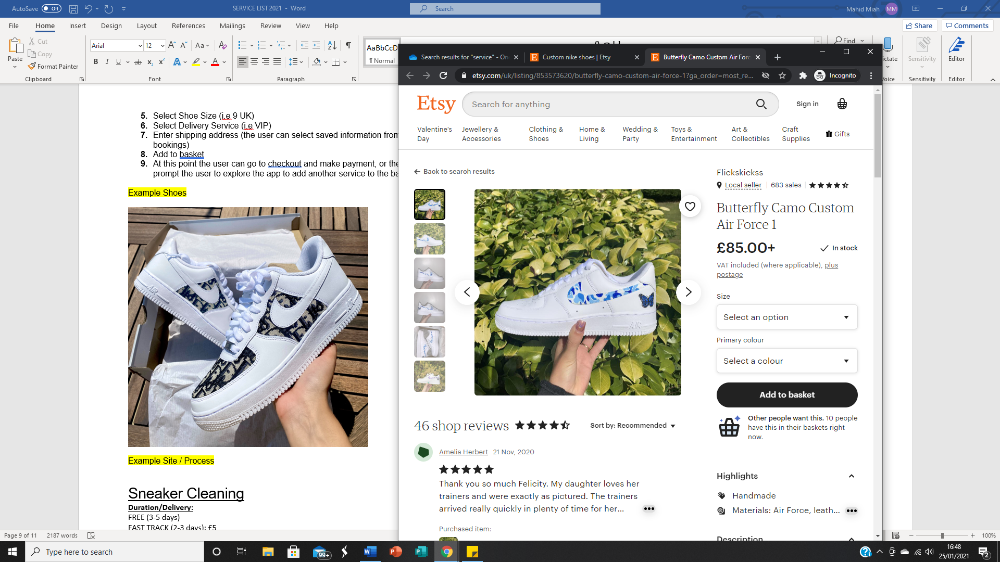 AutoSave Off
SERVICE LIST 2021 - Word
Search
Mahid Miah MM
File Home Insert Design Layout References Mailings Review View Help
Share Comments
Paste
Cut
Copy
Format Painter
Clipboard
Arial 12
Font
Paragraph
AaBbCcD
¶ Normal
Find
Sensitivity
Editor
Sensitivity
Editor
5. Select Shoe Size (i.e 9 UK)
6. Select Delivery Service (i.e VIP)
7. Enter shipping address (the user can select saved information from
bookings)
8. Add to basket
9. At this point the user can go to checkout and make payment, or the
prompt the user to explore the app to add another service to the ba
Example Shoes
Example Site / Process
Sneaker Cleaning
Duration/Delivery:
FREE (3-5 days)
FAST TRACK (2-3 days): £5
Page 9 of 11 2187 words
100%
Search results for "service" - On
Custom nike shoes | Etsy
Butterfly Camo Custom Air Forc
etsy.com/uk/listing/853573620/butterfly-camo-custom-air-force-1?ga_order=most_re...
Incognito
Etsy
Search for anything
Sign in
Valentine's Day
Jewellery & Accessories
Clothing & Shoes
Home & Living
Wedding & Party
Toys & Entertainment
Art & Collectibles
Craft Supplies
Gifts
Back to search results
Flickskickss
Local seller 683 sales
Butterfly Camo Custom
Air Force 1
£85.00+
In stock
VAT included (where applicable), plus
postage
Size
Select an option
Primary colour
Select a colour
Add to basket
Other people want this. 10 people
have this in their baskets right
now.
46 shop reviews
Sort by: Recommended
Amelia Herbert 21 Nov, 2020
Thank you so much Felicity. My daughter loves her
trainers and were exactly as pictured. The trainers
arrived really quickly in plenty of time for her...
Purchased item:
Highlights
Handmade
Materials: Air Force, leath...
Description
Type here to search
99+
16:48
25/01/2021
2